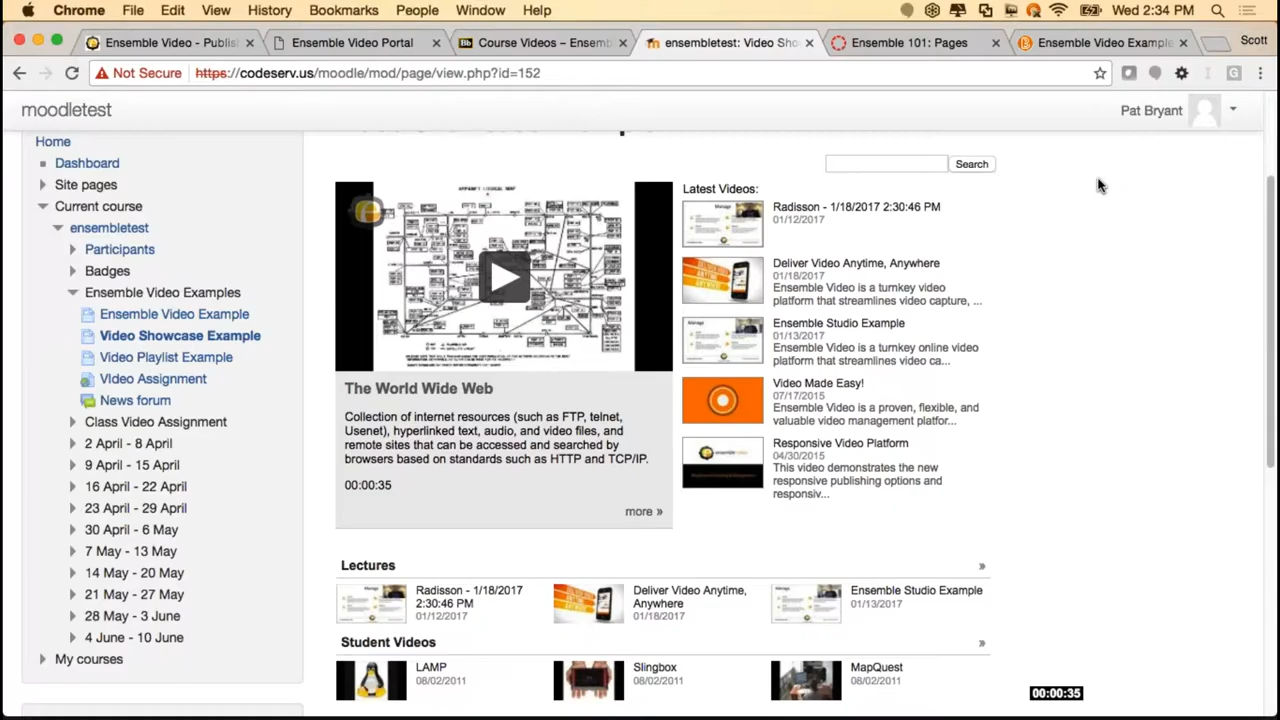 Chrome File Edit View History Bookmarks People Window Help Wed 2:34 PM
Ensemble Video - Publis Ensemble Video Portal Bb Course Videos – Ensemb ensembletest: Video Sho Ensemble 101: Pages Ensemble Video Example Scott
Not Secure https://codeserv.us/moodle/mod/page/view.php?id=152
moodletest Pat Bryant
Home
Dashboard
Site pages
Current course
ensembletest
Participants
Badges
Ensemble Video Examples
Ensemble Video Example
Video Showcase Example
Video Playlist Example
VIdeo Assignment
News forum
Class Video Assignment
2 April - 8 April
9 April - 15 April
16 April - 22 April
23 April - 29 April
30 April - 6 May
7 May - 13 May
14 May - 20 May
21 May - 27 May
28 May - 3 June
4 June - 10 June
My courses
Search
ARPANET LOGICAL MAP
The World Wide Web
Collection of internet resources (such as FTP, telnet,
Usenet), hyperlinked text, audio, and video files, and
remote sites that can be accessed and searched by
browsers based on standards such as HTTP and TCP/IP.
00:00:35
more »
Latest Videos:
Radisson - 1/18/2017 2:30:46 PM
01/12/2017
Deliver Video Anytime, Anywhere
01/18/2017
Ensemble Video is a turnkey video
platform that streamlines video capture, ...
Ensemble Studio Example
01/13/2017
Ensemble Video is a turnkey online video
platform that streamlines video ca...
Video Made Easy!
07/17/2015
Ensemble Video is a proven, flexible, and
valuable video management platfor...
Responsive Video Platform
04/30/2015
This video demonstrates the new
responsive publishing options and
responsiv...
Lectures »
Radisson - 1/18/2017
2:30:46 PM
01/12/2017
Deliver Video Anytime,
Anywhere
01/18/2017
Ensemble Studio Example
01/13/2017
Student Videos »
LAMP
08/02/2011
Slingbox
08/02/2011
MapQuest
08/02/2011
00:00:35